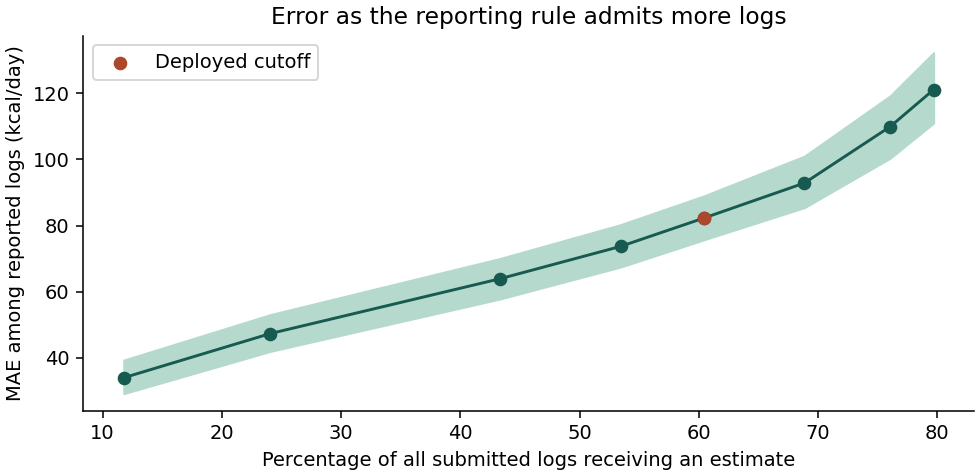 Error as the reporting rule admits more logs
Deployed cutoff
MAE among reported logs (kcal/day)
120
100
80
60
40
10 20 30 40 50 60 70 80
Percentage of all submitted logs receiving an estimate